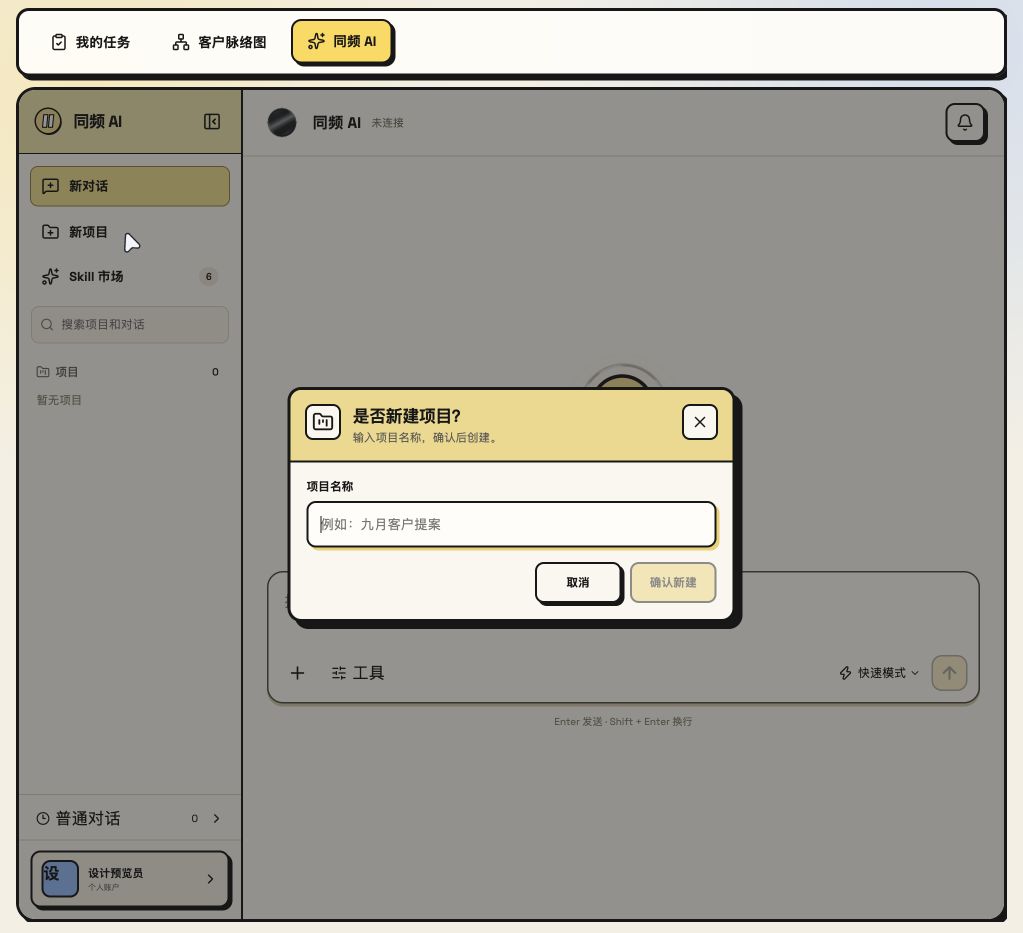 我的任务
客户脉络图
同频 AI
同频 AI
同频 AI 未连接
新对话
新项目
Skill 市场 6
搜索项目和对话
项目 0
暂无项目
是否新建项目?
输入项目名称，确认后创建。
项目名称
例如：九月客户提案
取消
确认新建
工具
快速模式
Enter 发送 · Shift + Enter 换行
普通对话 0
设
设计预览员
个人账户